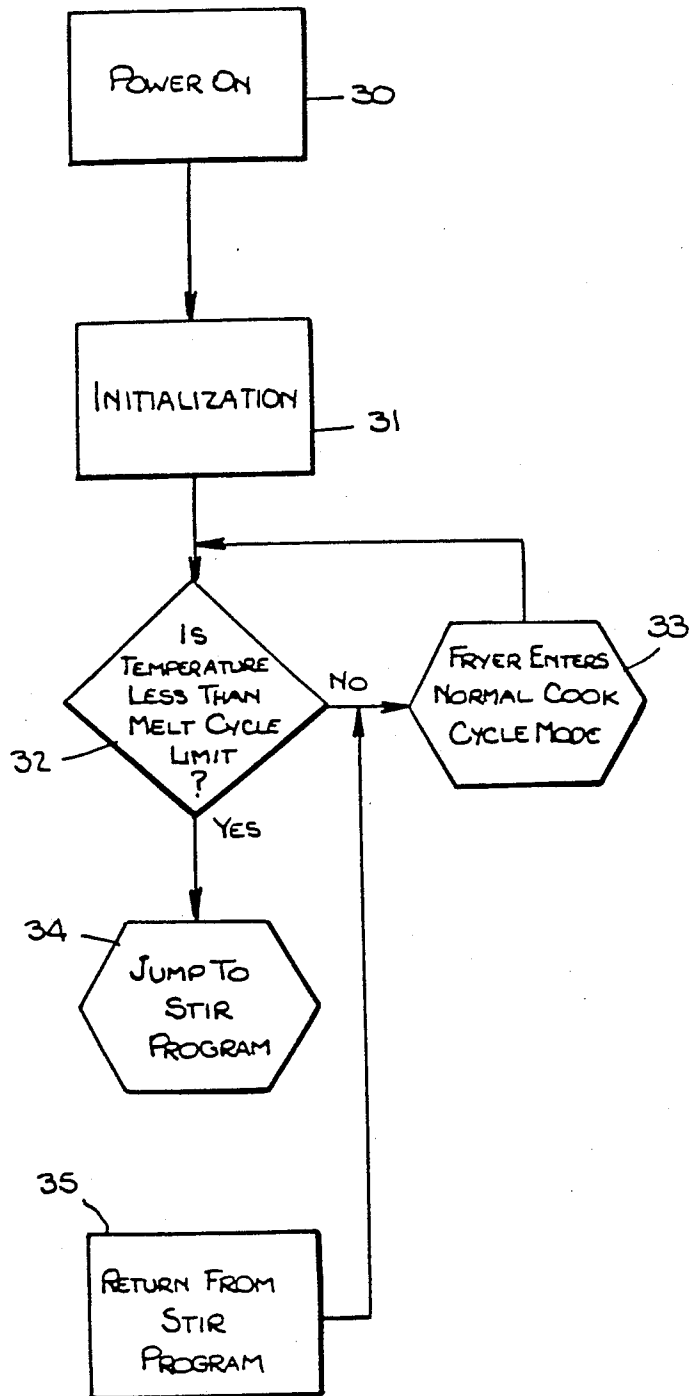 POWER ON
30
INITIALIZATION
31
IS
TEMPERATURE
LESS THAN
MELT CYCLE
LIMIT
?
32
NO
FRYER ENTERS
NORMAL COOK
CYCLE MODE
33
YES
34
JUMP TO
STIR
PROGRAM
35
RETURN FROM
STIR
PROGRAM